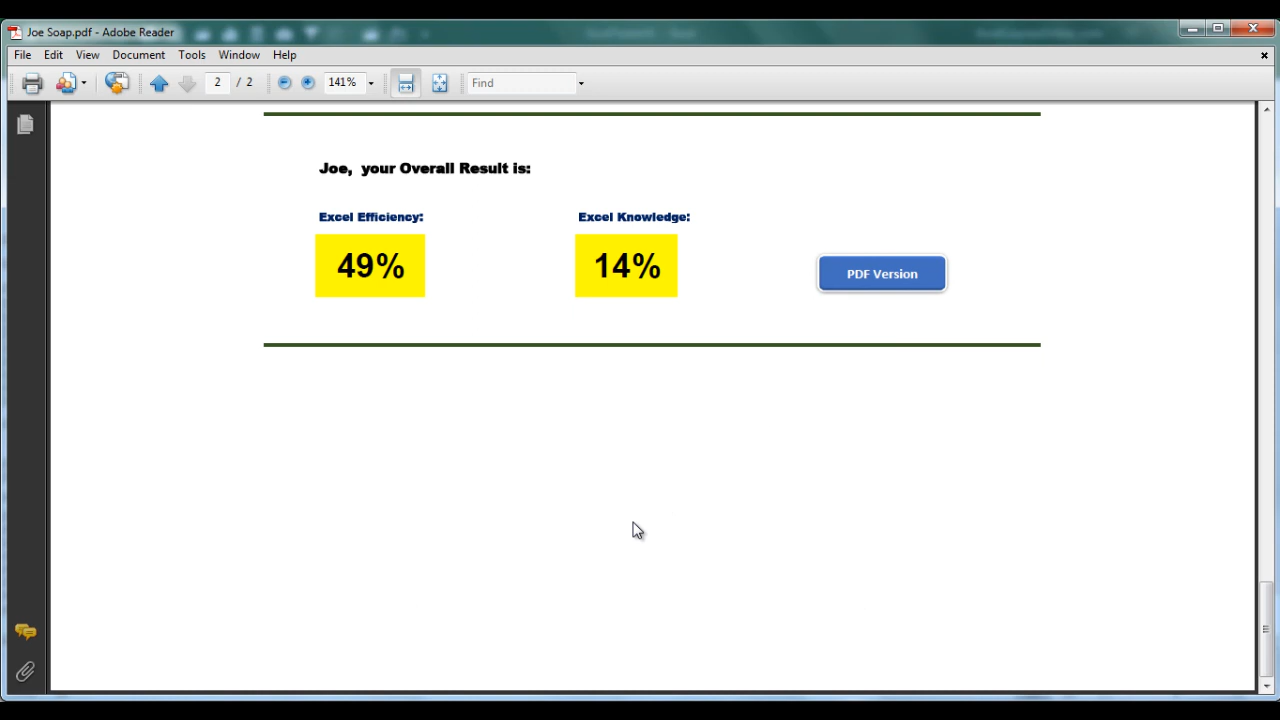 Joe Soap.pdf - Adobe Reader
File Edit View Document Tools Window Help
2 / 2 141% Find
Joe, your Overall Result is:
Excel Efficiency: Excel Knowledge:
49% 14%
PDF Version